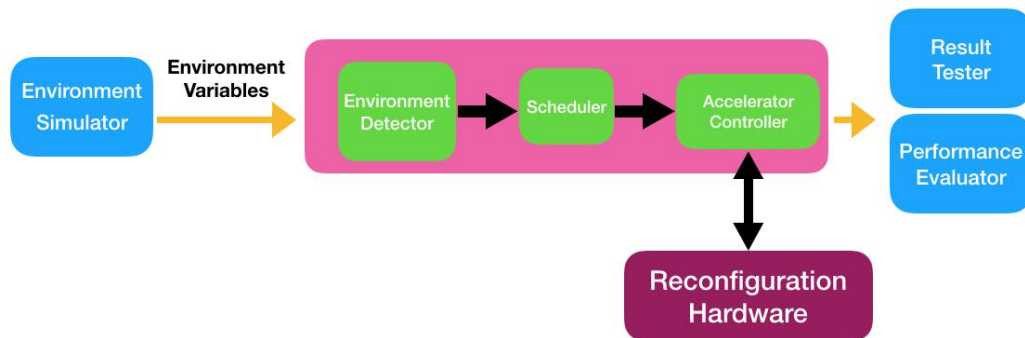 Environment
Simulator
Environment
Variables
Environment
Detector
Scheduler
Accelerator
Controller
Result
Tester
Performance
Evaluator
Reconfiguration
Hardware